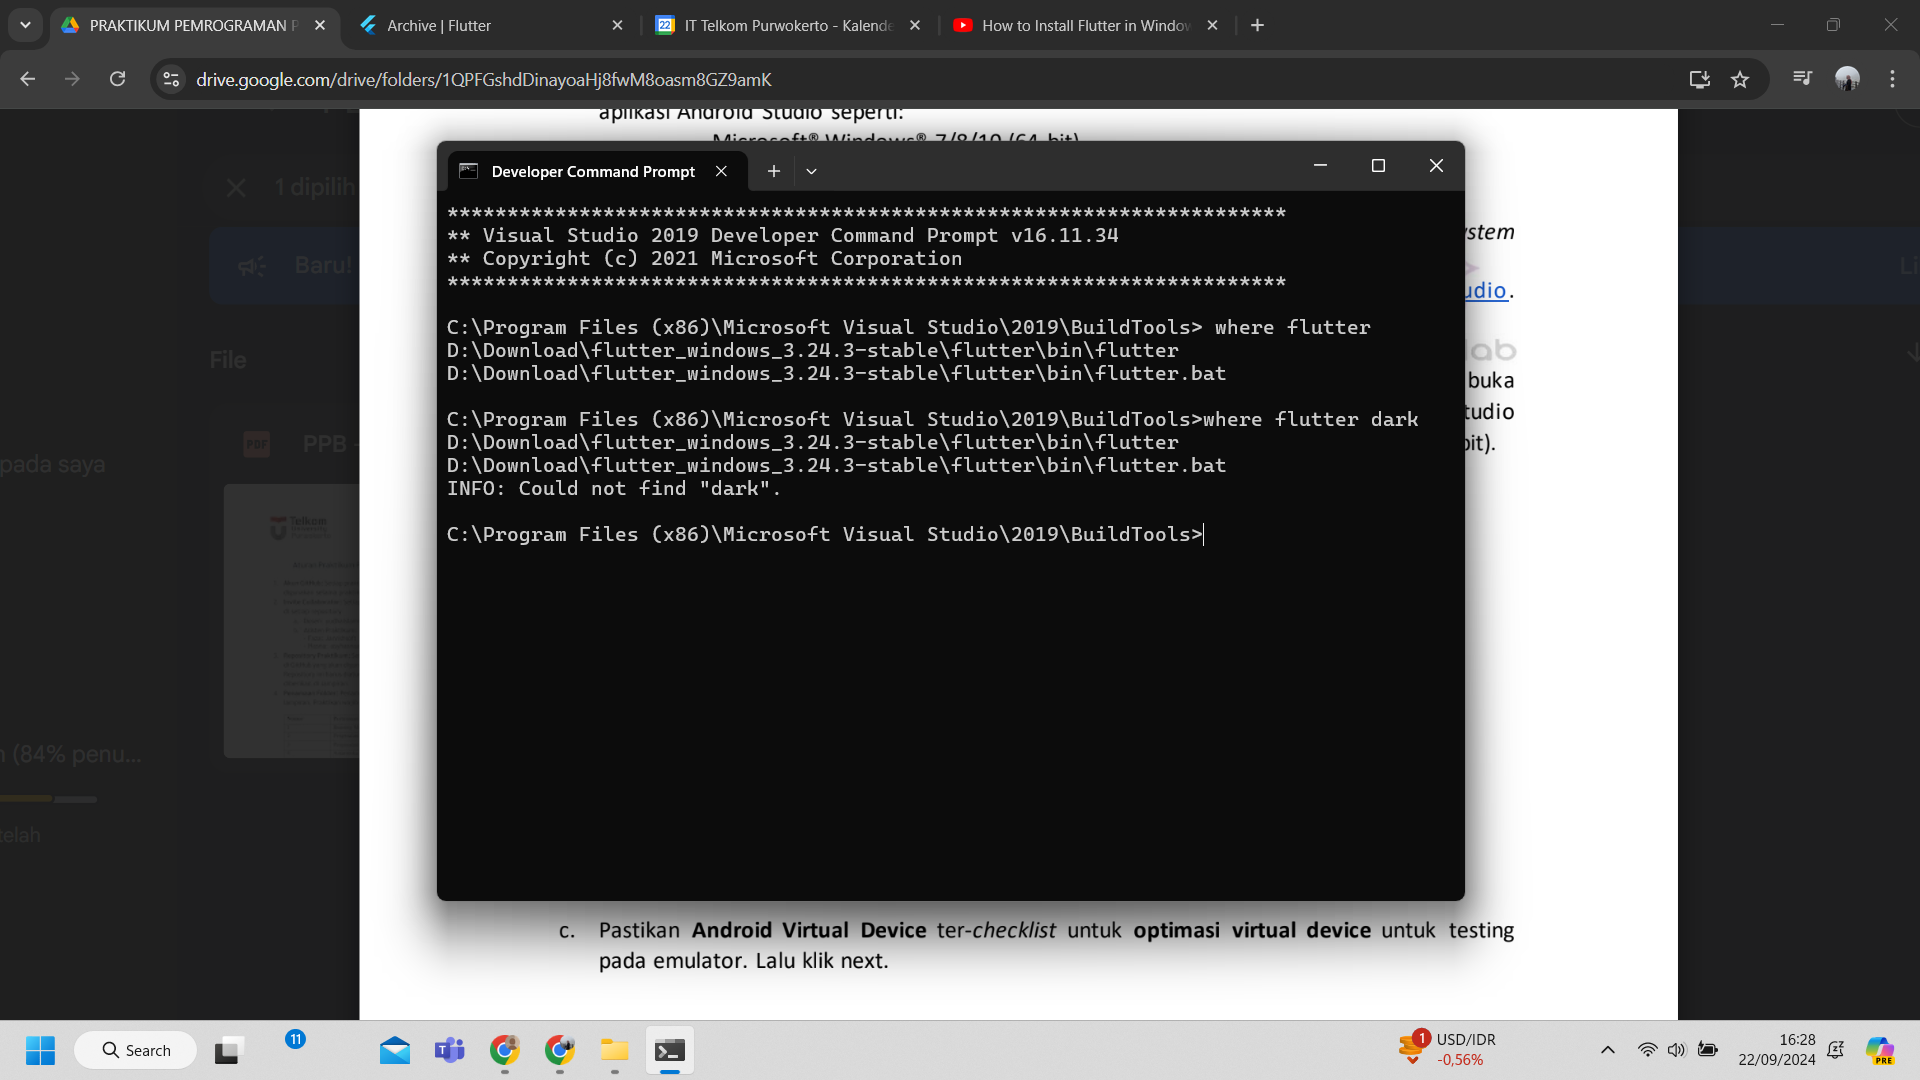 PRAKTIKUM PEMROGRAMAN P
Archive | Flutter
22
IT Telkom Purwokerto - Kalende
How to Install Flutter in Window
drive.google.com/drive/folders/1QPFGshdDinayoaHj8fwM8oasm8GZ9amK
aplikasi Android Studio seperti:
Microsoft® Windows® 7/8/10 (64-bit)
1 dipilih
Developer Command Prompt
**********************************************************************
** Visual Studio 2019 Developer Command Prompt v16.11.34
** Copyright (c) 2021 Microsoft Corporation
**********************************************************************
C:\Program Files (x86)\Microsoft Visual Studio\2019\BuildTools> where flutter
D:\Download\flutter_windows_3.24.3-stable\flutter\bin\flutter
D:\Download\flutter_windows_3.24.3-stable\flutter\bin\flutter.bat
C:\Program Files (x86)\Microsoft Visual Studio\2019\BuildTools>where flutter dark
D:\Download\flutter_windows_3.24.3-stable\flutter\bin\flutter
D:\Download\flutter_windows_3.24.3-stable\flutter\bin\flutter.bat
INFO: Could not find "dark".
C:\Program Files (x86)\Microsoft Visual Studio\2019\BuildTools>
ystem
udio.
lab
buka
tudio
bit).
Baru!
Li
File
PDF
PPB -
pada saya
Telkom
n (84% penu...
telah
c. Pastikan Android Virtual Device ter-checklist untuk optimasi virtual device untuk testing
pada emulator. Lalu klik next.
Search
11
1
USD/IDR
-0,56%
16:28
22/09/2024
PRE